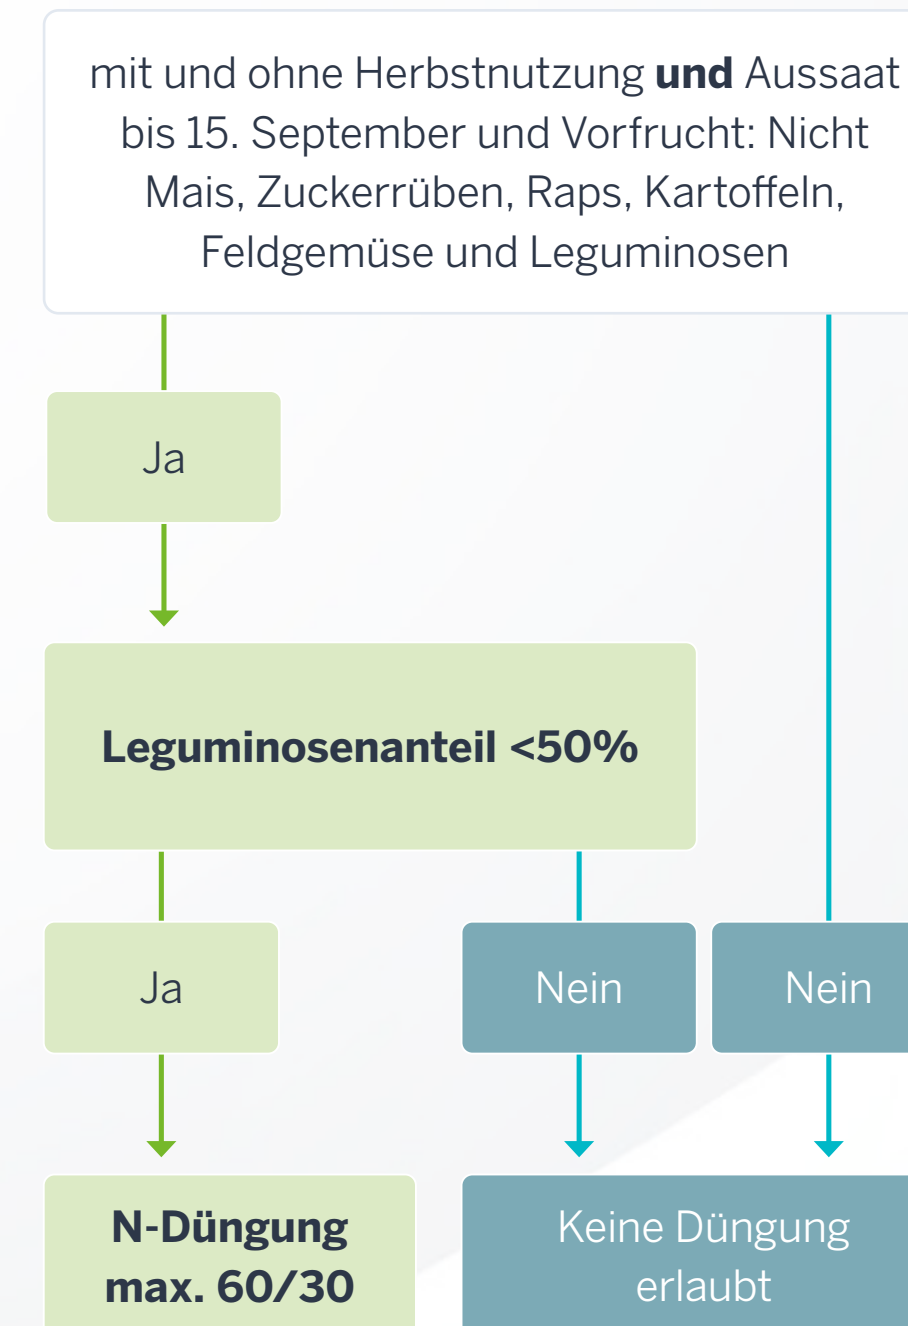 mit und ohne Herbstnutzung und Aussaat
bis 15. September und Vorfrucht: Nicht
Mais, Zuckerrüben, Raps, Kartoffeln,
Feldgemüse und Leguminosen
Ja
Leguminosenanteil <50%
Ja
Nein
Nein
N-Düngung
max. 60/30
Keine Düngung
erlaubt